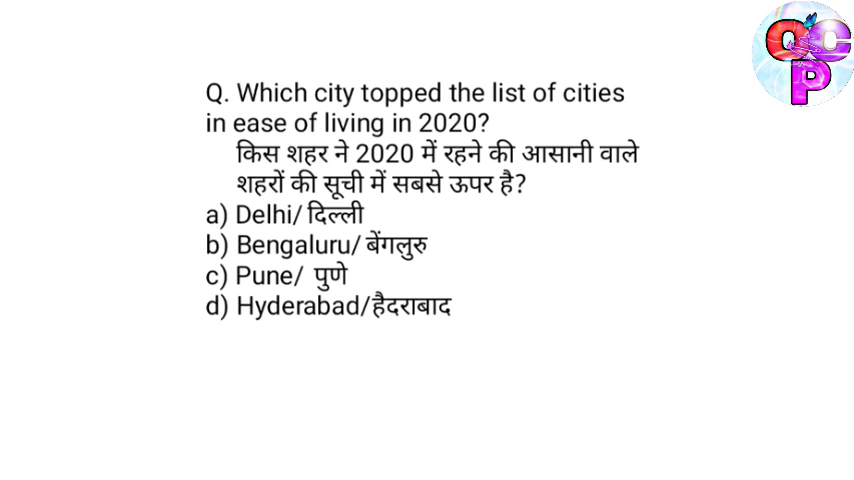 QCP
Q. Which city topped the list of cities
in ease of living in 2020?
किस शहर ने 2020 में रहने की आसानी वाले
शहरों की सूची में सबसे ऊपर है?
a) Delhi/ दिल्ली
b) Bengaluru/ बेंगलुरु
c) Pune/ पुणे
d) Hyderabad/हैदराबाद